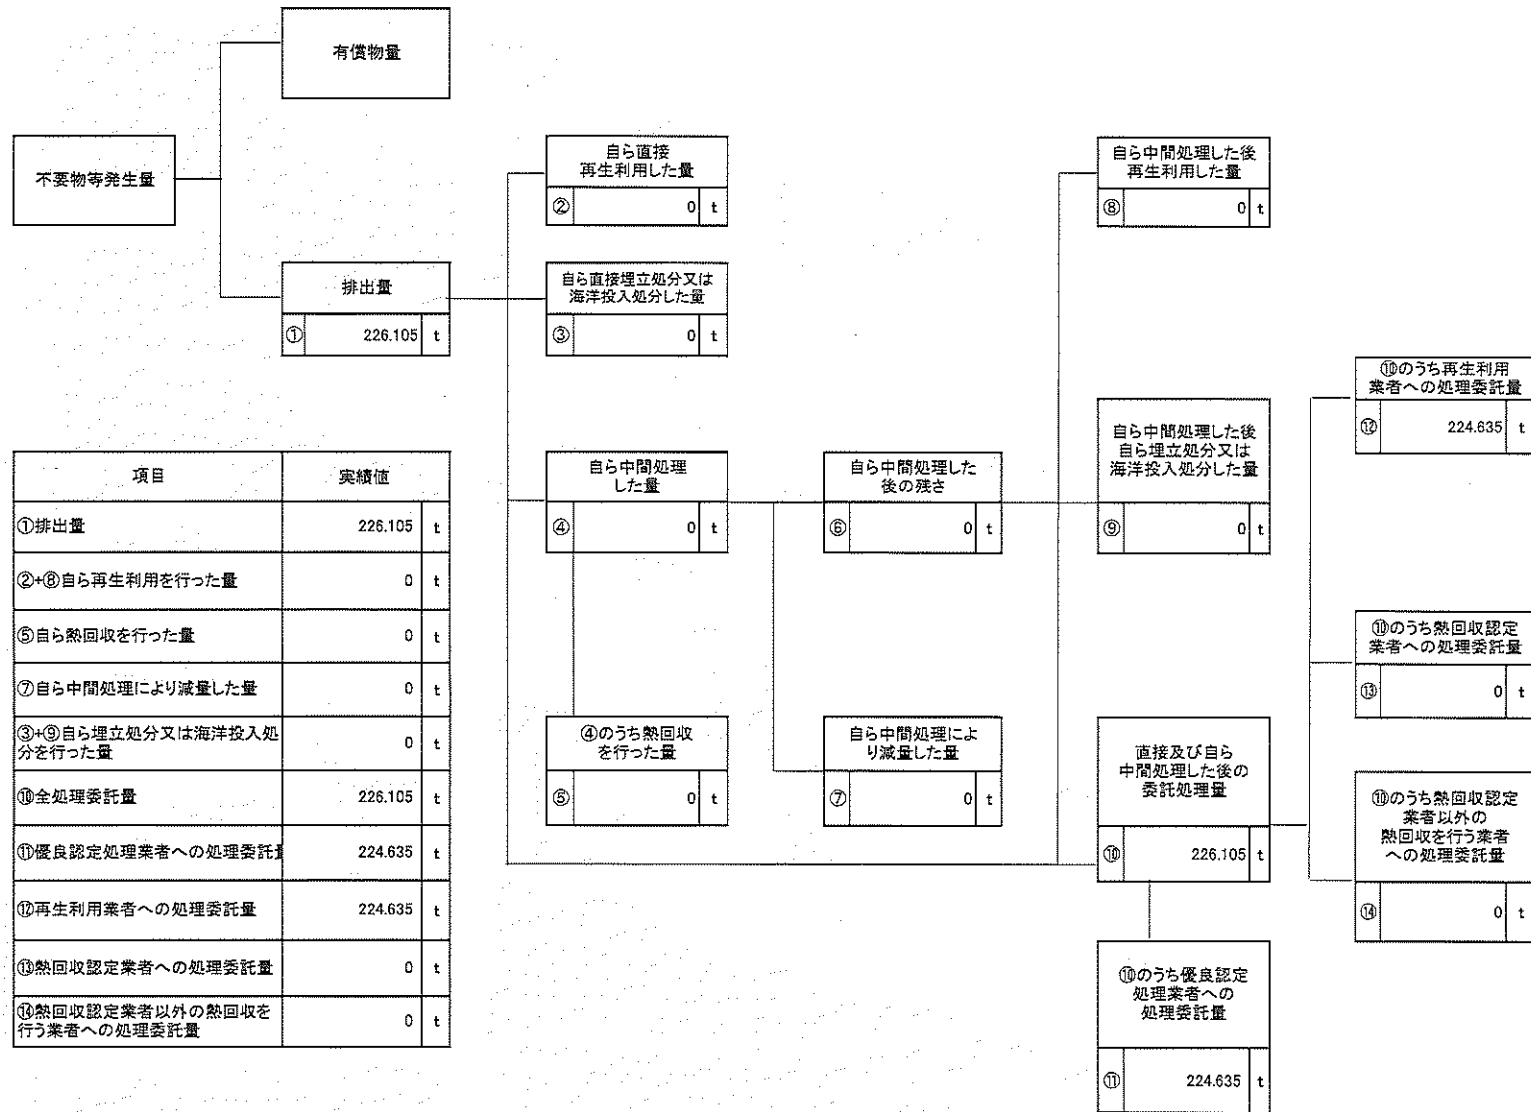 有償物量
不要物等発生量
排出量
① 226.105 t
自ら直接
再生利用した量
② 0 t
自ら直接埋立処分又は
海洋投入処分した量
③ 0 t
自ら中間処理
した量
④ 0 t
④のうち熱回収
を行った量
⑤ 0 t
自ら中間処理した
後の残さ
⑥ 0 t
自ら中間処理によ
り減量した量
⑦ 0 t
自ら中間処理した後
再生利用した量
⑧ 0 t
自ら中間処理した後
自ら埋立処分又は
海洋投入処分した量
⑨ 0 t
直接及び自ら
中間処理した後の
委託処理量
⑩ 226.105 t
⑩のうち優良認定
処理業者への
処理委託量
⑪ 224.635 t
⑩のうち再生利用
業者への処理委託量
⑫ 224.635 t
⑩のうち熱回収認定
業者への処理委託量
⑬ 0 t
⑩のうち熱回収認定
業者以外の
熱回収を行う業者
への処理委託量
⑭ 0 t
項目 実績値
①排出量 226.105 t
②+⑧自ら再生利用を行った量 0 t
⑤自ら熱回収を行った量 0 t
⑦自ら中間処理により減量した量 0 t
③+⑨自ら埋立処分又は海洋投入処
分を行った量 0 t
⑩全処理委託量 226.105 t
⑪優良認定処理業者への処理委託量 224.635 t
⑫再生利用業者への処理委託量 224.635 t
⑬熱回収認定業者への処理委託量 0 t
⑭熱回収認定業者以外の熱回収を
行う業者への処理委託量 0 t